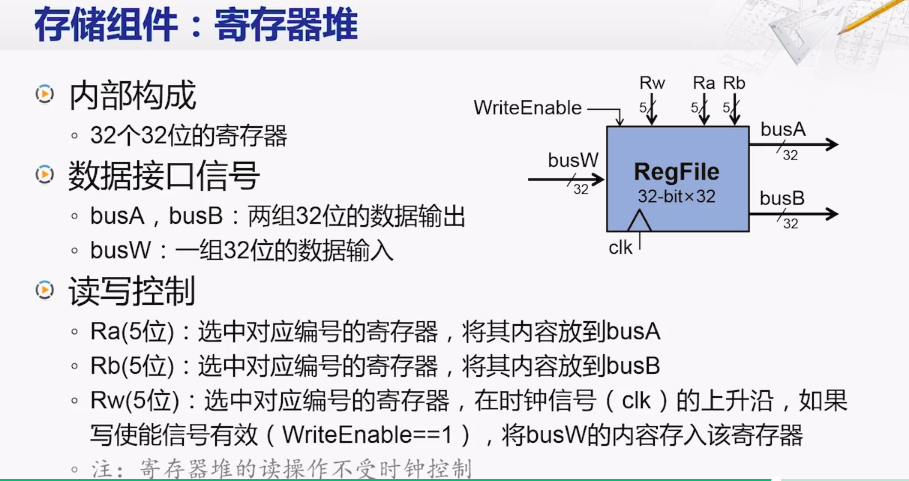 存储组件：寄存器堆
内部构成
32个32位的寄存器
数据接口信号
busA，busB：两组32位的数据输出
busW：一组32位的数据输入
读写控制
Ra(5位)：选中对应编号的寄存器，将其内容放到busA
Rb(5位)：选中对应编号的寄存器，将其内容放到busB
Rw(5位)：选中对应编号的寄存器，在时钟信号（clk）的上升沿，如果
写使能信号有效（WriteEnable==1），将busW的内容存入该寄存器
注：寄存器堆的读操作不受时钟控制
Rw Ra Rb
WriteEnable 5 5 5
busA
32
busW
32
RegFile
32-bit×32
busB
32
clk